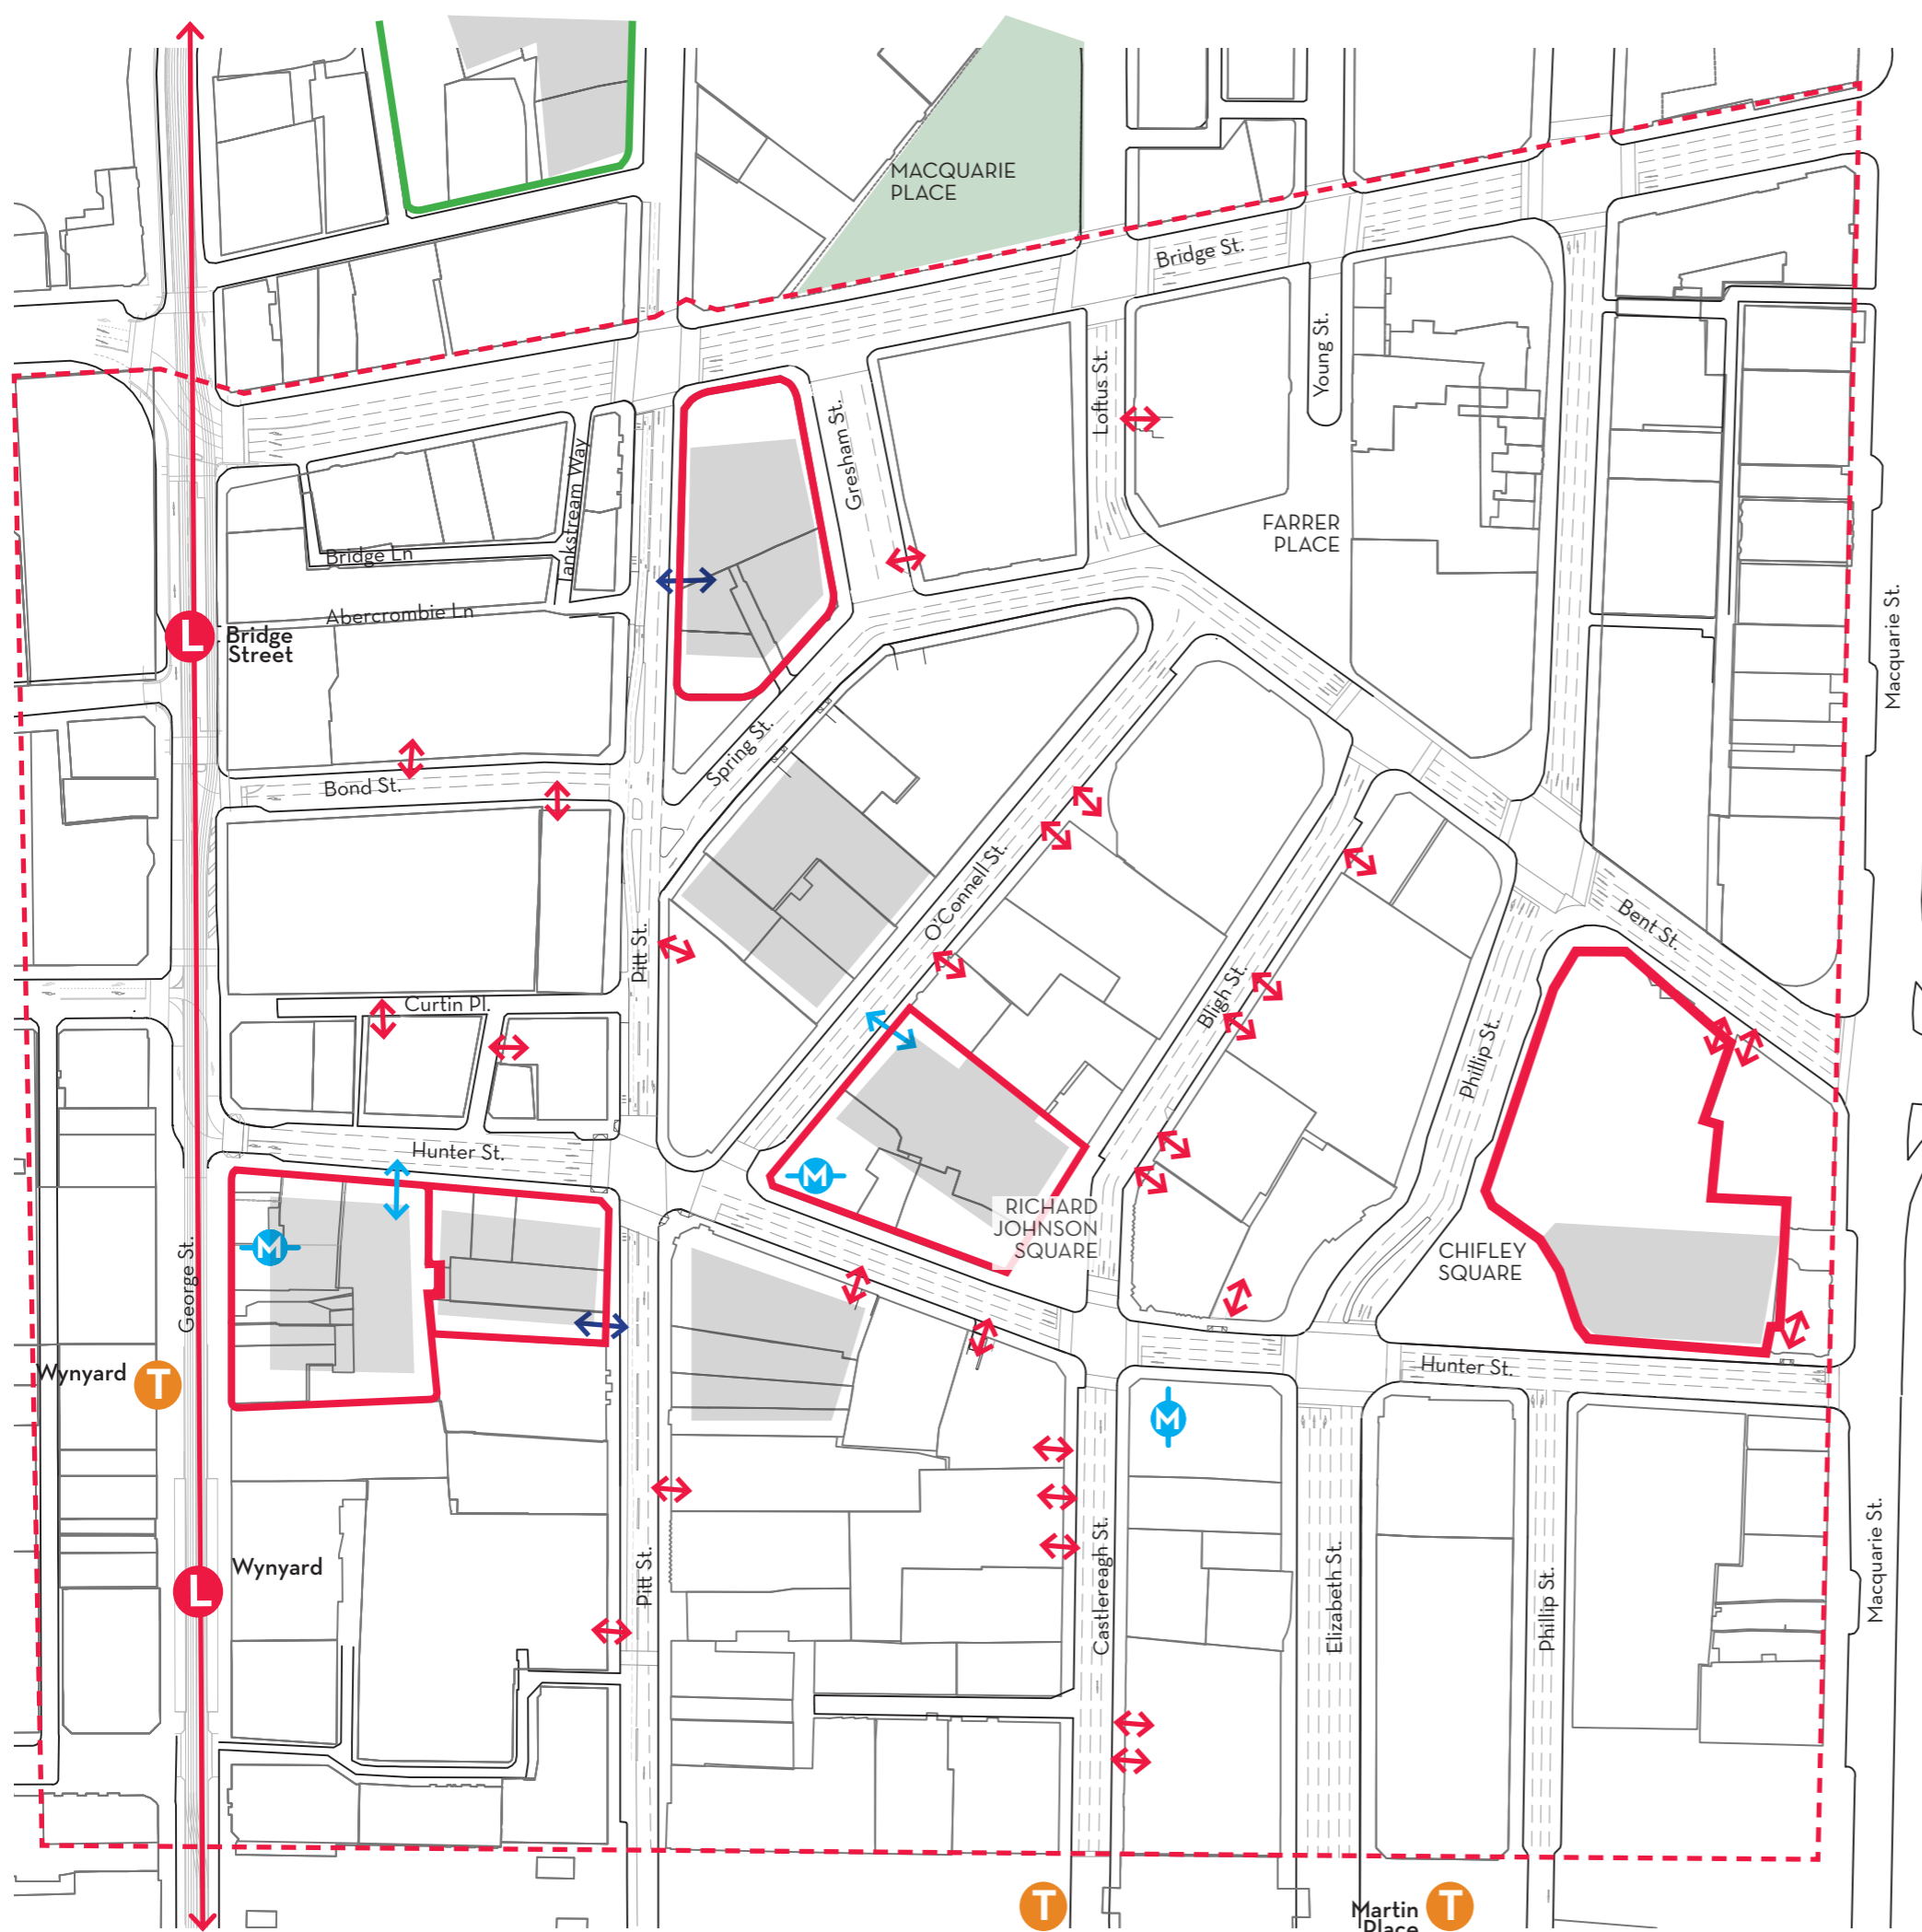 MACQUARIE
PLACE
Bridge St.
Young St.
Loftus St.
Gresham St.
Tankstream Way
FARRER
PLACE
Bridge Ln
Abercrombie Ln
L
Bridge
Street
Macquarie St.
Spring St.
Bond St.
O'Connell St.
Bent St.
Pitt St.
Curtin Pl.
Bligh St.
Phillip St.
Hunter St.
M
RICHARD
JOHNSON
SQUARE
M
CHIFLEY
SQUARE
George St.
Wynyard
T
Hunter St.
M
L
Wynyard
Pitt St.
Castlereagh St.
Elizabeth St.
Phillip St.
Macquarie St.
T
Martin
Place
T